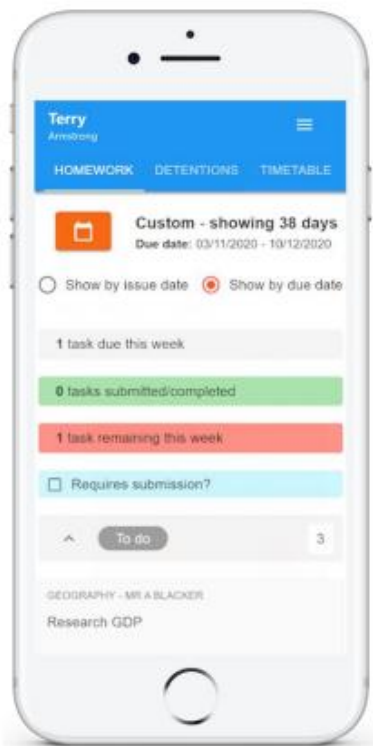 Terry
Armstrong
HOMEWORK DETENTIONS TIMETABLE
Custom - showing 38 days
Due date: 03/11/2020 - 10/12/2020
Show by issue date Show by due date
1 task due this week
0 tasks submitted/completed
1 task remaining this week
Requires submission?
To do 3
GEOGRAPHY - MR A BLACKER
Research GDP